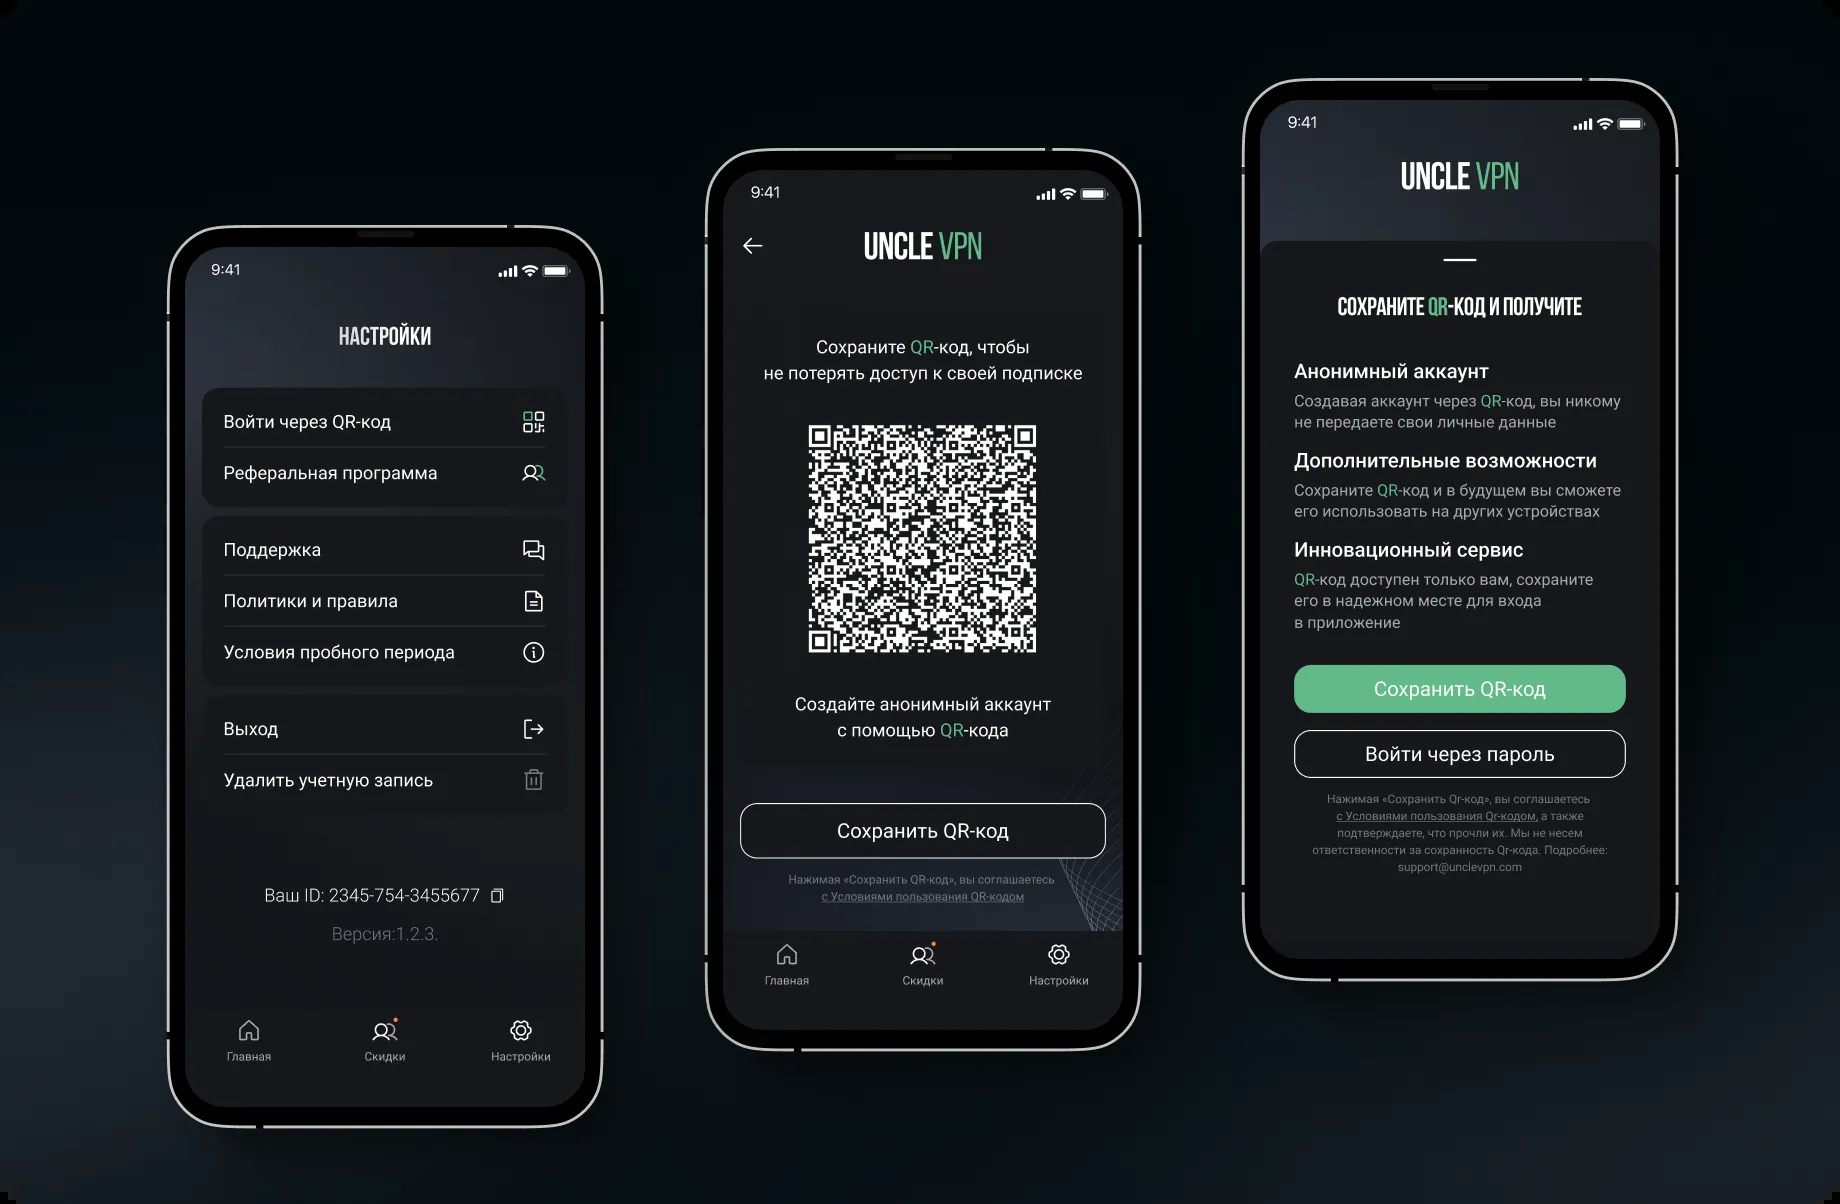 9:41
НАСТРОЙКИ
Войти через QR-код
Реферальная программа
Поддержка
Политики и правила
Условия пробного периода
Выход
Удалить учетную запись
Ваш ID: 2345-754-3455677
Версия:1.2.3.
Главная
Скидки
Настройки
9:41
UNCLE VPN
Сохраните QR-код, чтобы
не потерять доступ к своей подписке
Создайте анонимный аккаунт
с помощью QR-кода
Сохранить QR-код
Нажимая «Сохранить QR-код», вы соглашаетесь
с Условиями пользования QR-кодом
Главная
Скидки
Настройки
9:41
UNCLE VPN
СОХРАНИТЕ QR-КОД И ПОЛУЧИТЕ
Анонимный аккаунт
Создавая аккаунт через QR-код, вы никому
не передаете свои личные данные
Дополнительные возможности
Сохраните QR-код и в будущем вы сможете
его использовать на других устройствах
Инновационный сервис
QR-код доступен только вам, сохраните
его в надежном месте для входа
в приложение
Сохранить QR-код
Войти через пароль
Нажимая «Сохранить Qr-код», вы соглашаетесь
с Условиями пользования Qr-кодом, а также
подтверждаете, что прочли их. Мы не несем
ответственности за сохранность Qr-кода. Подробнее:
support@unclevpn.com